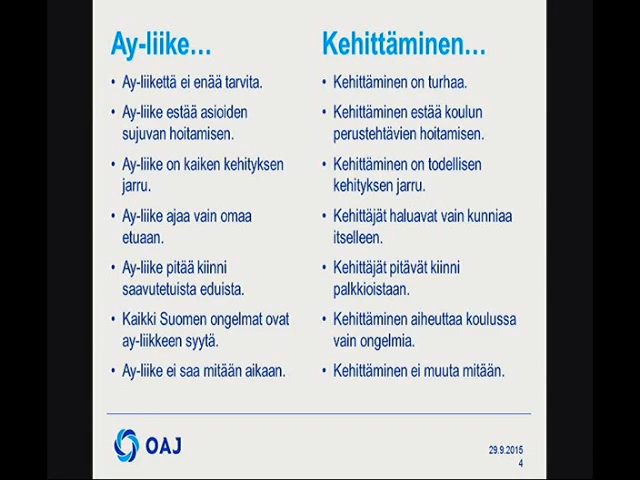 Ay-liike…
• Ay-liikettä ei enää tarvita.
• Ay-liike estää asioiden
sujuvan hoitamisen.
• Ay-liike on kaiken kehityksen
jarru.
• Ay-liike ajaa vain omaa
etuaan.
• Ay-liike pitää kiinni
saavutetuista eduista.
• Kaikki Suomen ongelmat ovat
ay-liikkeen syytä.
• Ay-liike ei saa mitään aikaan.
Kehittäminen…
• Kehittäminen on turhaa.
• Kehittäminen estää koulun
perustehtävien hoitamisen.
• Kehittäminen on todellisen
kehityksen jarru.
• Kehittäjät haluavat vain kunniaa
itselleen.
• Kehittäjät pitävät kiinni
palkkioistaan.
• Kehittäminen aiheuttaa koulussa
vain ongelmia.
• Kehittäminen ei muuta mitään.
OAJ
29.9.2015
4